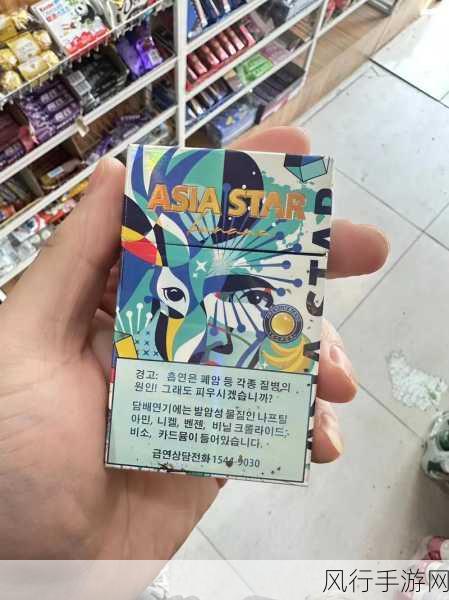 ASIA STAR
banana
경고: 흡연은 폐암 등 각종 질병의
원인! 그래도 피우시겠습니까?
담배연기에는 발암성 물질인 나프틸
아민, 니켈, 벤젠, 비닐 크롤라이드,
비소, 카드뮴이 들어있습니다.
금연상담전화 1544-9030
风行手游网